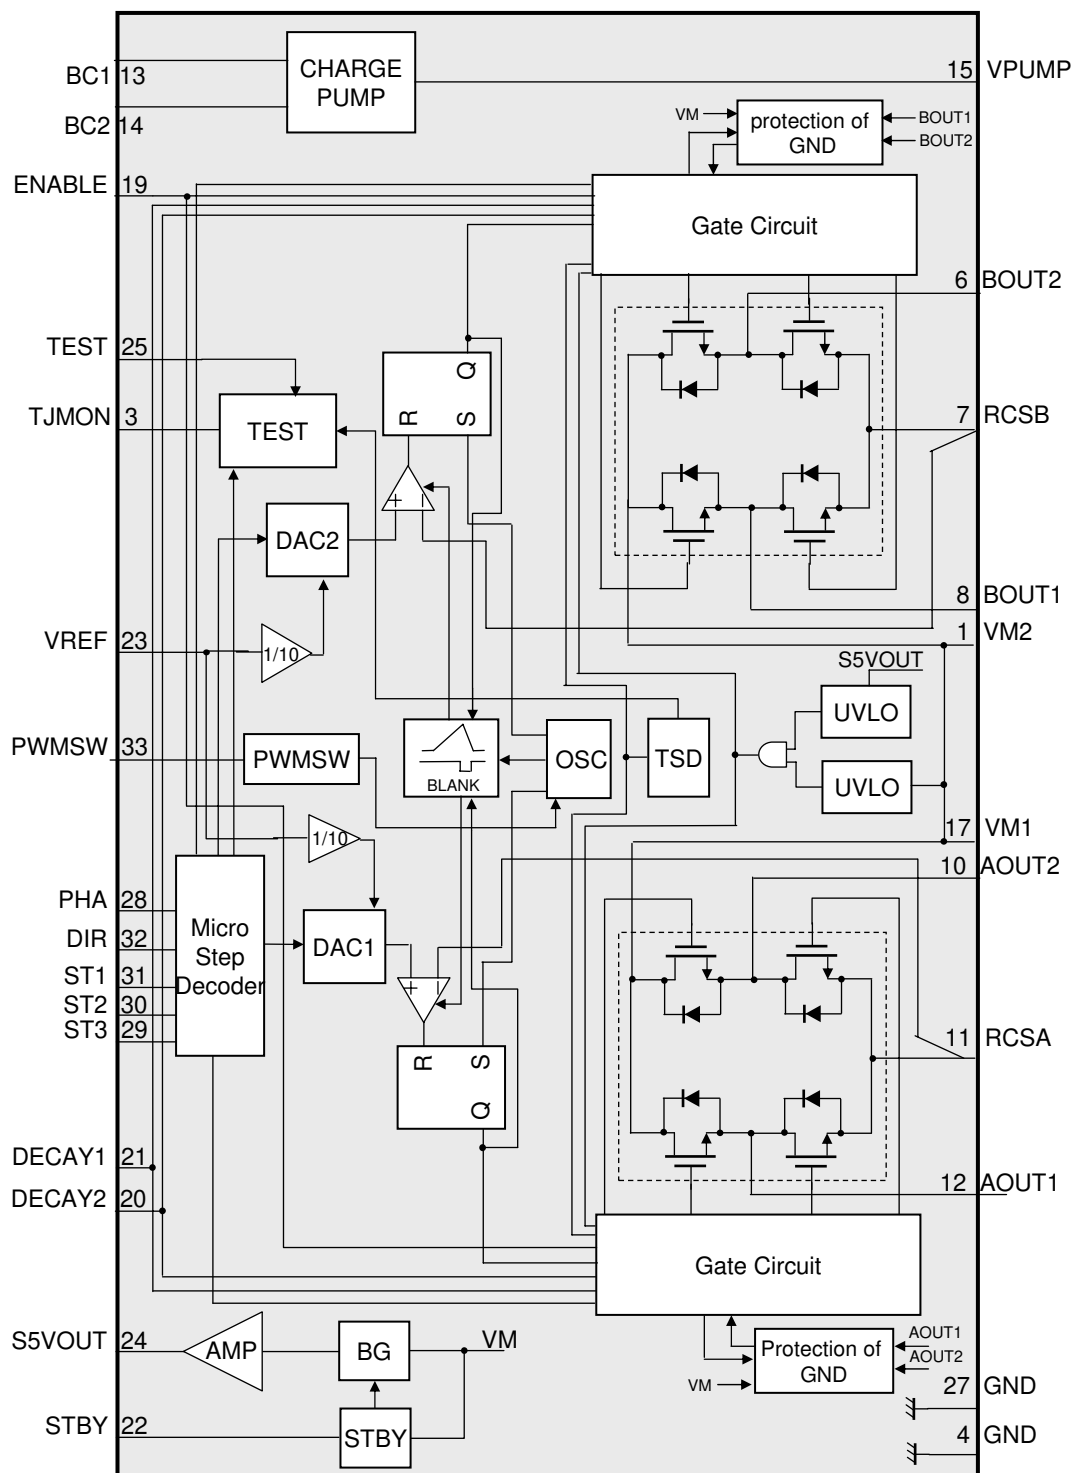 BC1 13
CHARGE
PUMP
15 VPUMP
BC2 14
VM
protection of
GND
BOUT1
BOUT2
ENABLE 19
Gate Circuit
6 BOUT2
TEST 25
Q
R
S
TJMON 3
TEST
7 RCSB
+
−
DAC2
8 BOUT1
VREF 23
1/10
1 VM2
S5VOUT
UVLO
PWMSW 33
PWMSW
BLANK
OSC
TSD
UVLO
17 VM1
1/10
10 AOUT2
PHA 28
DIR 32
ST1 31
ST2 30
ST3 29
Micro
Step
Decoder
DAC1
+
−
11 RCSA
R
S
Q
DECAY1 21
DECAY2 20
12 AOUT1
Gate Circuit
S5VOUT 24
AMP
BG
VM
Protection of
GND
AOUT1
AOUT2
VM
27 GND
STBY 22
STBY
4 GND